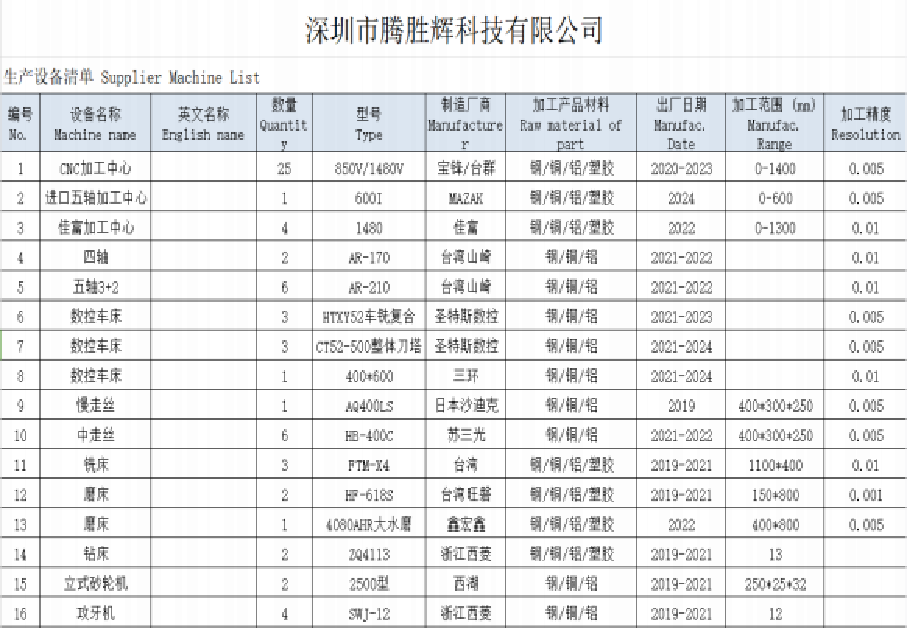 深圳市腾胜辉科技有限公司
生产设备清单 Supplier Machine List
编号 No. 设备名称 Machine name 英文名称 English name 数量 Quantity 型号 Type 制造厂商 Manufacturer 加工产品材料 Raw material of part 出厂日期 Manufac. Date 加工范围 (mm) Manufac. Range 加工精度 Resolution
1 CNC加工中心 25 850V/1480V 宝锋/台群 钢/铜/铝/塑胶 2020-2023 0-1400 0.005
2 进口五轴加工中心 1 600I MAZAK 钢/铜/铝/塑胶 2024 0-600 0.005
3 佳富加工中心 4 1480 佳富 钢/铜/铝/塑胶 2022 0-1300 0.01
4 四轴 2 AR-170 台湾山崎 钢/铜/铝 2021-2022 0.01
5 五轴3+2 6 AR-210 台湾山崎 钢/铜/铝 2021-2022 0.01
6 数控车床 3 HTXY52车铣复合 圣特斯数控 钢/铜/铝 2021-2023 0.005
7 数控车床 3 CT52-500整体刀塔 圣特斯数控 钢/铜/铝 2021-2024 0.005
8 数控车床 1 400*600 三环 钢/铜/铝 2021-2024 0.01
9 慢走丝 1 AQ400LS 日本沙迪克 钢/铜/铝 2019 400*300*250 0.005
10 中走丝 6 HB-400C 苏三光 钢/铜/铝 2021-2022 400*300*250 0.005
11 铣床 3 FTM-X4 台湾 钢/铜/铝/塑胶 2019-2021 1100*400 0.01
12 磨床 2 HF-618S 台湾旺磐 钢/铜/铝/塑胶 2019-2021 150*800 0.001
13 磨床 1 4080AHR大水磨 鑫宏鑫 钢/铜/铝/塑胶 2022 400*800 0.005
14 钻床 2 ZQ4113 浙江西菱 钢/铜/铝/塑胶 2019-2021 13
15 立式砂轮机 2 2500型 西湖 钢/铜/铝 2019-2021 250*25*32
16 攻牙机 4 SWJ-12 浙江西菱 钢/铜/铝 2019-2021 12